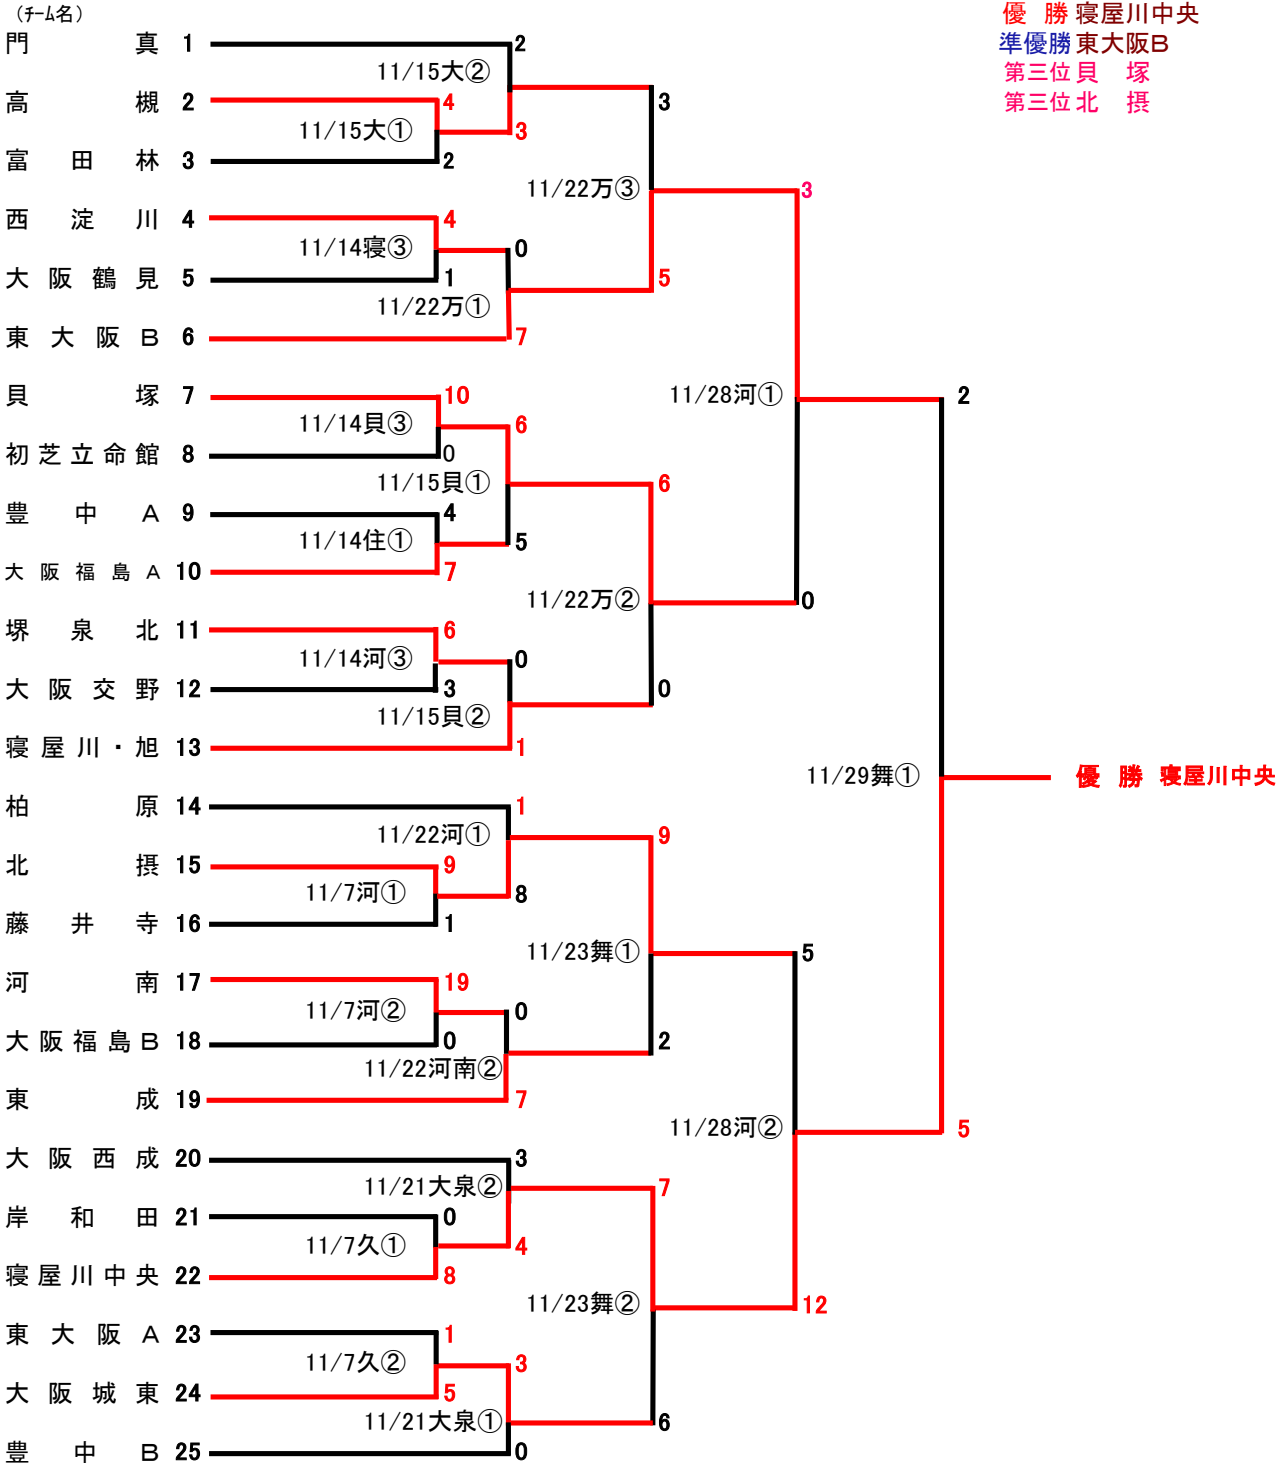 (ﾁｰﾑ名)
優 勝 寝屋川中央
準優勝 東大阪B
第三位 貝 塚
第三位 北 摂
門 真 1 2
11/15大②
高 槻 2 4 3
11/15大① 3
富 田 林 3 2
11/22万③ 3
西 淀 川 4 4
11/14寝③ 0
大 阪 鶴 見 5 1 5
11/22万①
東 大 阪 B 6 7
貝 塚 7 10 11/28河① 2
11/14貝③ 6
初 芝 立 命 館 8 0
11/15貝① 6
豊 中 A 9 4
11/14住① 5
大 阪 福 島 A 10 7
11/22万② 0
堺 泉 北 11 6
11/14河③ 0
大 阪 交 野 12 3 0
11/15貝②
寝 屋 川 ・ 旭 13 1
11/29舞① 優 勝 寝屋川中央
柏 原 14 1
11/22河① 9
北 摂 15 9
11/7河① 8
藤 井 寺 16 1
11/23舞① 5
河 南 17 19
11/7河② 0
大 阪 福 島 B 18 0 2
11/22河南②
東 成 19 7
11/28河② 5
大 阪 西 成 20 3
11/21大泉② 7
岸 和 田 21 0
11/7久① 4
寝 屋 川 中 央 22 8
11/23舞② 12
東 大 阪 A 23 1
11/7久② 3
大 阪 城 東 24 5
11/21大泉① 6
豊 中 B 25 0